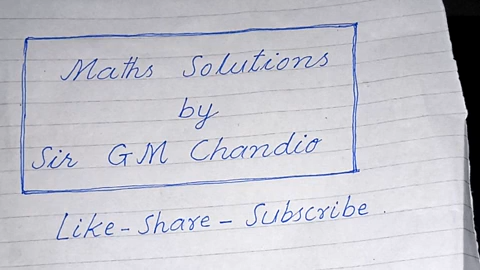 Maths Solutions
by
Sir GM Chandio
Like - Share - Subscribe.